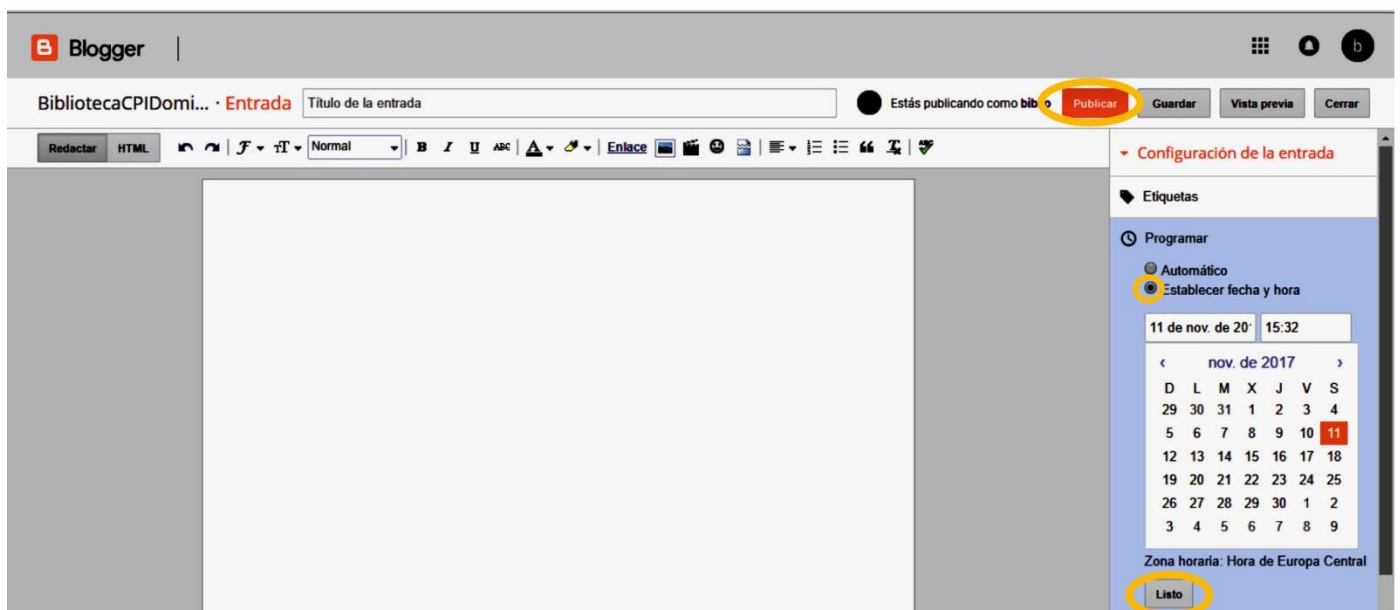 Blogger
BibliotecaCPIDomi... · Entrada Título de la entrada Estás publicando como Publicar Guardar Vista previa Cerrar
Redactar HTML Normal B I U ABC A Enlace
Configuración de la entrada
Etiquetas
Programar
Automático
Establecer fecha y hora
11 de nov. de 20 15:32
‹ nov. de 2017 ›
D L M X J V S
29 30 31 1 2 3 4
5 6 7 8 9 10 11
12 13 14 15 16 17 18
19 20 21 22 23 24 25
26 27 28 29 30 1 2
3 4 5 6 7 8 9
Zona horaria: Hora de Europa Central
Listo